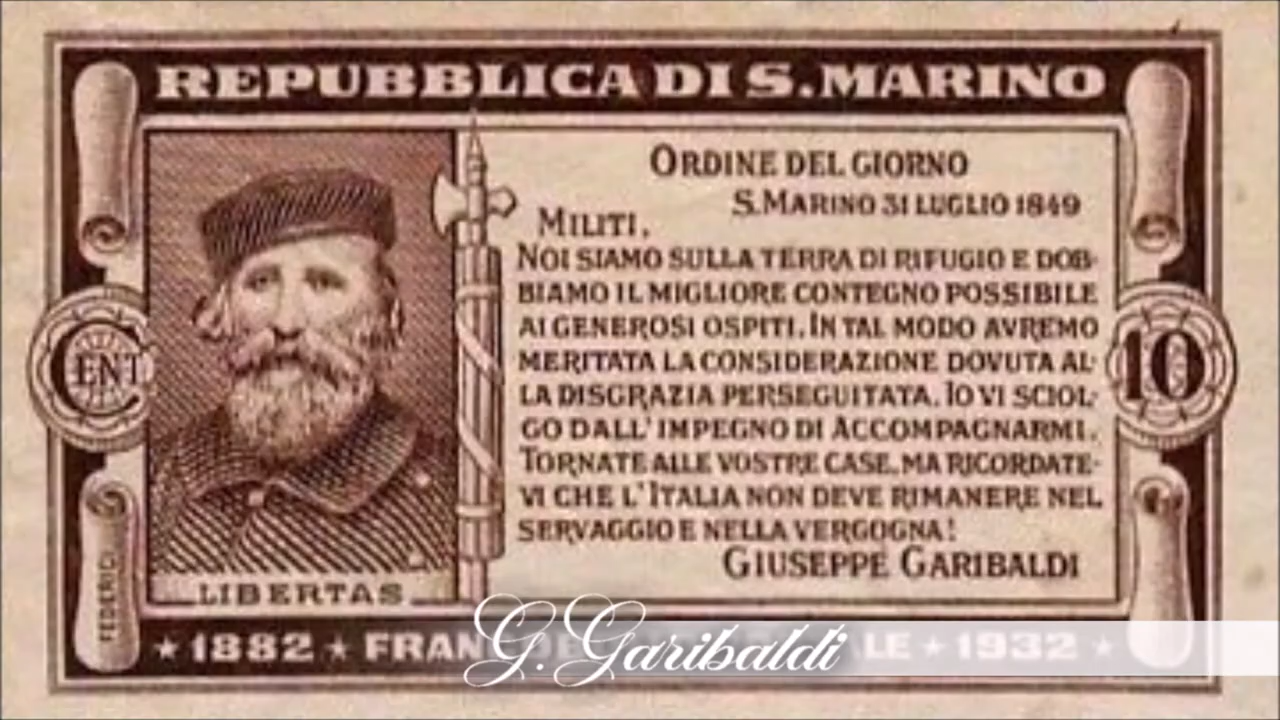 REPUBBLICA DI S. MARINO
ORDINE DEL GIORNO
S. MARINO 31 LUGLIO 1849
MILITI,
NOI SIAMO SULLA TERRA DI RIFUGIO E DOB-
BIAMO IL MIGLIORE CONTEGNO POSSIBILE
AI GENEROSI OSPITI. IN TAL MODO AVREMO
MERITATA LA CONSIDERAZIONE DOVUTA AL-
LA DISGRAZIA PERSEGUITATA. IO VI SCIOL-
GO DALL' IMPEGNO DI ACCOMPAGNARMI.
TORNATE ALLE VOSTRE CASE. MA RICORDATE-
VI CHE L'ITALIA NON DEVE RIMANERE NEL
SERVAGGIO E NELLA VERGOGNA!
GIUSEPPE GARIBALDI
CENT
10
LIBERTAS
FEDERICI
★ 1882 ★ ★ 1932 ★
G. Garibaldi